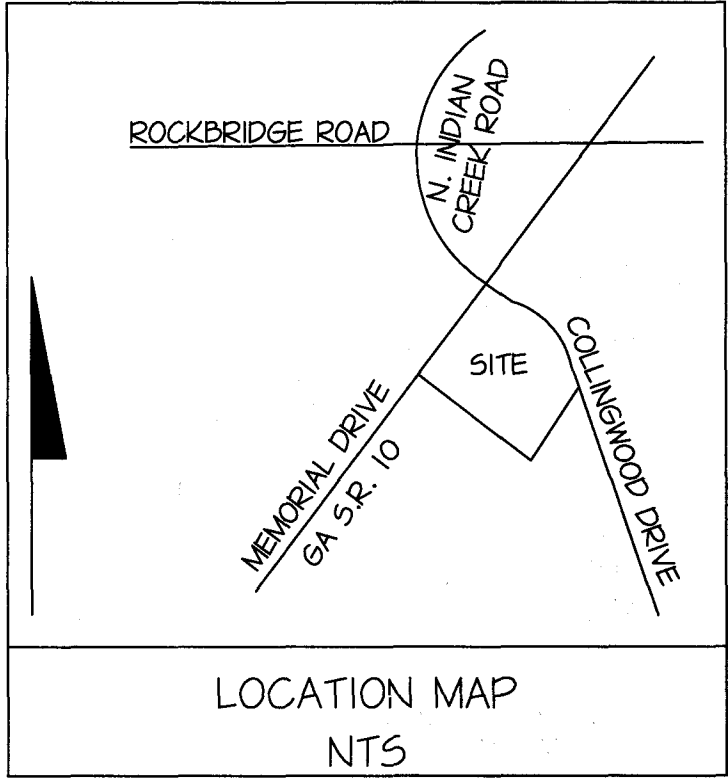 N. INDIAN
CREEK ROAD
ROCKBRIDGE ROAD
SITE
COLLINGWOOD DRIVE
MEMORIAL DRIVE
GA S.R. 10
LOCATION MAP
NTS